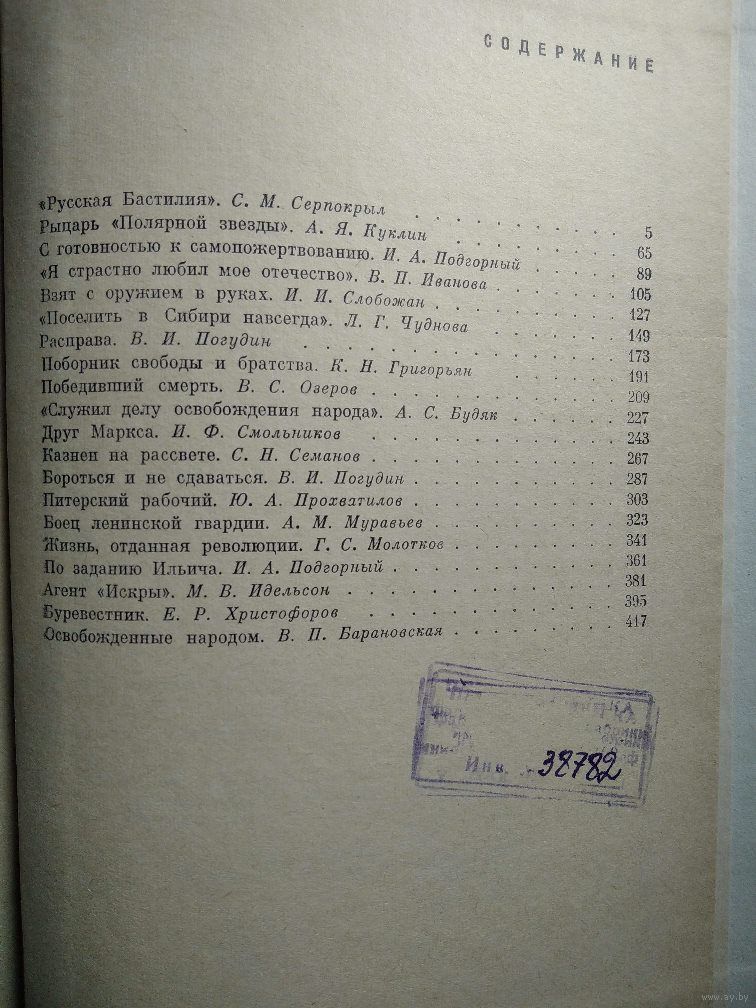 СОДЕРЖАНИЕ
«Русская Бастилия». С. М. Серпокрыл . . . . . . . . . 5
Рыцарь «Полярной звезды». А. Я. Куклин . . . . . . . . 65
С готовностью к самопожертвованию. И. А. Подгорный . . . . . 89
«Я страстно любил мое отечество». В. П. Иванова . . . . . . 105
Взят с оружием в руках. И. И. Слобожан . . . . . . . . 127
«Поселить в Сибири навсегда». Л. Г. Чуднова . . . . . . . 149
Расправа. В. И. Погудин . . . . . . . . . . . . 173
Поборник свободы и братства. К. Н. Григорьян . . . . . . . 191
Победивший смерть. В. С. Озеров . . . . . . . . . . 209
«Служил делу освобождения народа». А. С. Будяк . . . . . . 227
Друг Маркса. И. Ф. Смольников . . . . . . . . . . 243
Казнен на рассвете. С. Н. Семанов . . . . . . . . . 267
Бороться и не сдаваться. В. И. Погудин . . . . . . . . . 287
Питерский рабочий. Ю. А. Прохватилов . . . . . . . . . 303
Боец ленинской гвардии. А. М. Муравьев . . . . . . . . 323
Жизнь, отданная революции. Г. С. Молотков . . . . . . . . 341
По заданию Ильича. И. А. Подгорный . . . . . . . . . . 361
Агент «Искры». М. В. Идельсон . . . . . . . . . . . 381
Буревестник. Е. Р. Христофоров . . . . . . . . . . 395
Освобожденные народом. В. П. Барановская . . . . . . . . 417
Инв. 38782
www.ay.by